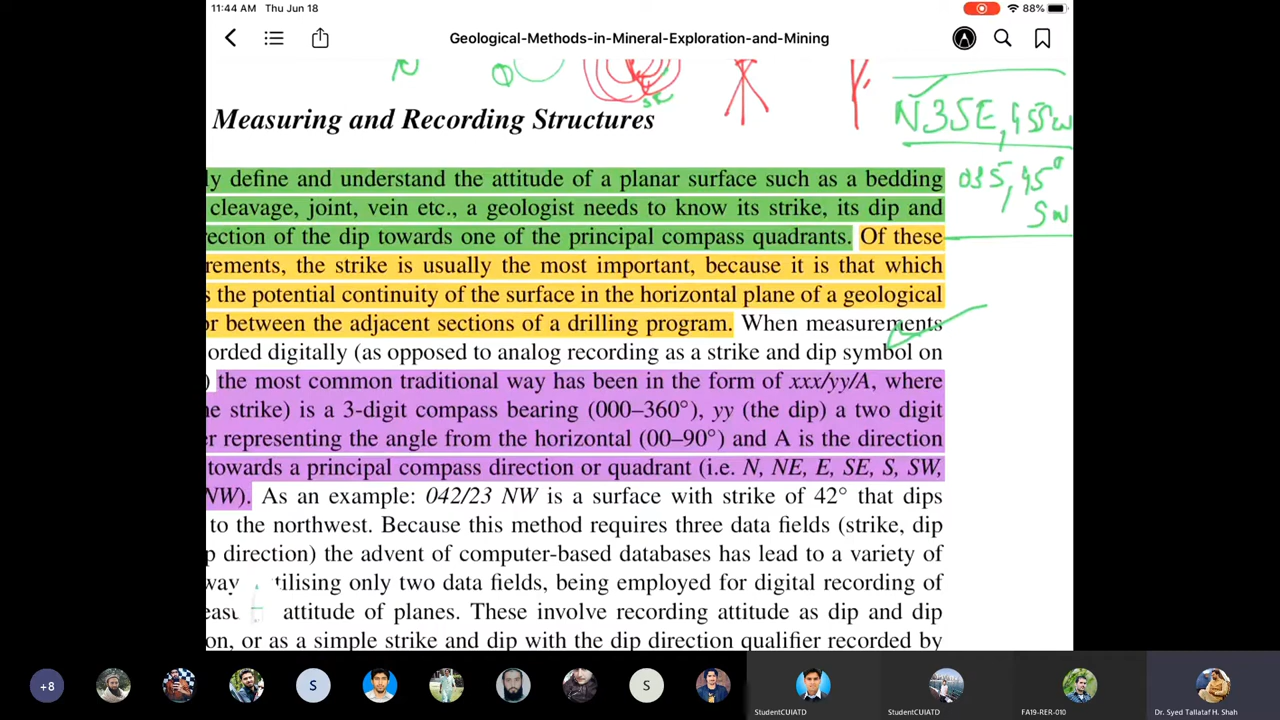 11:44 AM Thu Jun 18
88%
Geological-Methods-in-Mineral-Exploration-and-Mining
N
SE
N35E, 45SW
Measuring and Recording Structures
035, 45°
SW
ly define and understand the attitude of a planar surface such as a bedding
cleavage, joint, vein etc., a geologist needs to know its strike, its dip and
rection of the dip towards one of the principal compass quadrants. Of these
rements, the strike is usually the most important, because it is that which
s the potential continuity of the surface in the horizontal plane of a geological
or between the adjacent sections of a drilling program. When measurements
orded digitally (as opposed to analog recording as a strike and dip symbol on
) the most common traditional way has been in the form of xxx/yy/A, where
ne strike) is a 3-digit compass bearing (000–360°), yy (the dip) a two digit
er representing the angle from the horizontal (00–90°) and A is the direction
towards a principal compass direction or quadrant (i.e. N, NE, E, SE, S, SW,
NW). As an example: 042/23 NW is a surface with strike of 42° that dips
to the northwest. Because this method requires three data fields (strike, dip
p direction) the advent of computer-based databases has lead to a variety of
way tilising only two data fields, being employed for digital recording of
eas attitude of planes. These involve recording attitude as dip and dip
on, or as a simple strike and dip with the dip direction qualifier recorded by
+8
S
S
StudentCUIATD
StudentCUIATD
FA19-RER-010
Dr. Syed Tallataf H. Shah